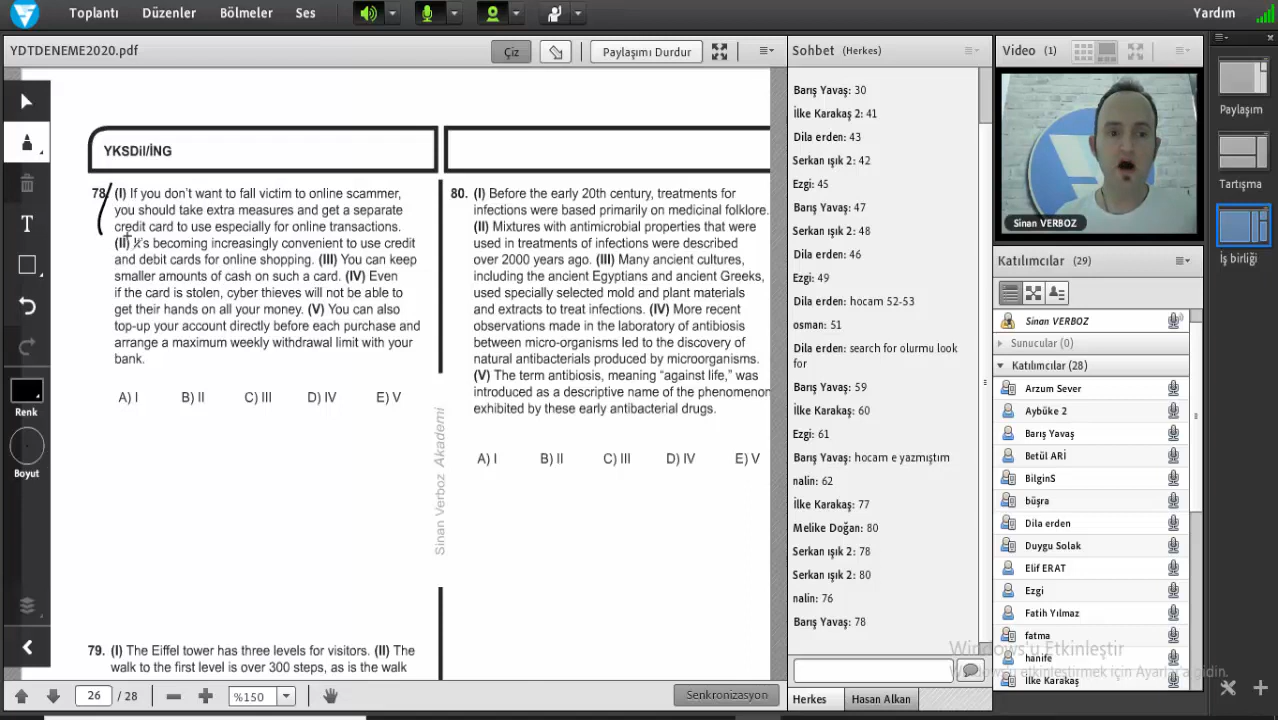 Toplantı Düzenler Bölmeler Ses Yardım
YDTDENEME2020.pdf
Çiz
Paylaşımı Durdur
YKSDil/İNG
78. (I) If you don't want to fall victim to online scammer,
you should take extra measures and get a separate
credit card to use especially for online transactions.
(II) It's becoming increasingly convenient to use credit
and debit cards for online shopping. (III) You can keep
smaller amounts of cash on such a card. (IV) Even
if the card is stolen, cyber thieves will not be able to
get their hands on all your money. (V) You can also
top-up your account directly before each purchase and
arrange a maximum weekly withdrawal limit with your
bank.
A) I B) II C) III D) IV E) V
79. (I) The Eiffel tower has three levels for visitors. (II) The
walk to the first level is over 300 steps, as is the walk
Sinan Verboz Akademi
80. (I) Before the early 20th century, treatments for
infections were based primarily on medicinal folklore.
(II) Mixtures with antimicrobial properties that were
used in treatments of infections were described
over 2000 years ago. (III) Many ancient cultures,
including the ancient Egyptians and ancient Greeks,
used specially selected mold and plant materials
and extracts to treat infections. (IV) More recent
observations made in the laboratory of antibiosis
between micro-organisms led to the discovery of
natural antibacterials produced by microorganisms.
(V) The term antibiosis, meaning “against life,” was
introduced as a descriptive name of the phenomenon
exhibited by these early antibacterial drugs.
A) I B) II C) III D) IV E) V
Renk
Boyut
26 / 28
%150
Senkronizasyon
Sohbet (Herkes)
Barış Yavaş: 30
İlke Karakaş 2: 41
Dila erden: 43
Serkan ışık 2: 42
Ezgi: 45
Barış Yavaş: 47
Serkan ışık 2: 48
Dila erden: 46
Ezgi: 49
Dila erden: hocam 52-53
osman: 51
Dila erden: search for olurmu look
for
Barış Yavaş: 59
İlke Karakaş: 60
Ezgi: 61
Barış Yavaş: hocam e yazmıştım
nalin: 62
İlke Karakaş: 77
Melike Doğan: 80
Serkan ışık 2: 78
Serkan ışık 2: 80
nalin: 76
Barış Yavaş: 78
Herkes Hasan Alkan
Video (1)
Sinan VERBOZ
Katılımcılar (29)
Sinan VERBOZ
Sunucular (0)
Katılımcılar (28)
Arzum Sever
Aybüke 2
Barış Yavaş
Betül ARİ
BilginS
büşra
Dila erden
Duygu Solak
Elif ERAT
Ezgi
Fatih Yılmaz
fatma
hanife
İlke Karakaş
Windows'u Etkinleştir
Windows'u etkinleştirmek için Ayarlar'a gidin.
Paylaşım
Tartışma
İş birliği